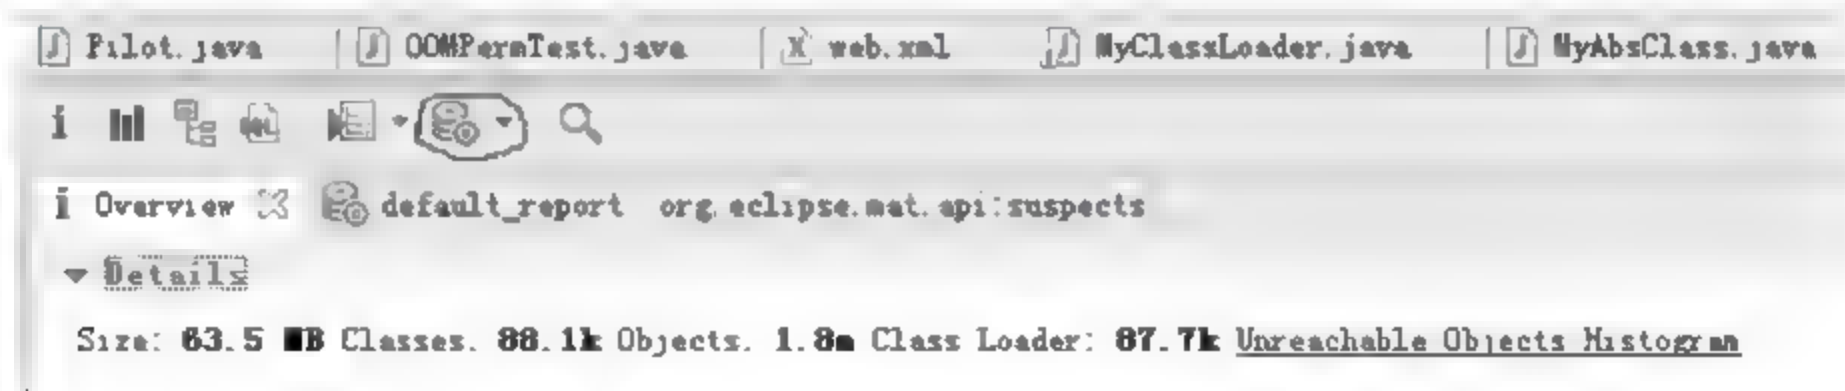 Pilot.java OOMPermTest.java web.xml MyClassLoader.java MyAbsClass.java
i Overview default_report org.eclipse.mat.api:suspects
Details
Size: 63.5 MB Classes: 88.1k Objects: 1.8m Class Loader: 87.7k Unreachable Objects Histogram